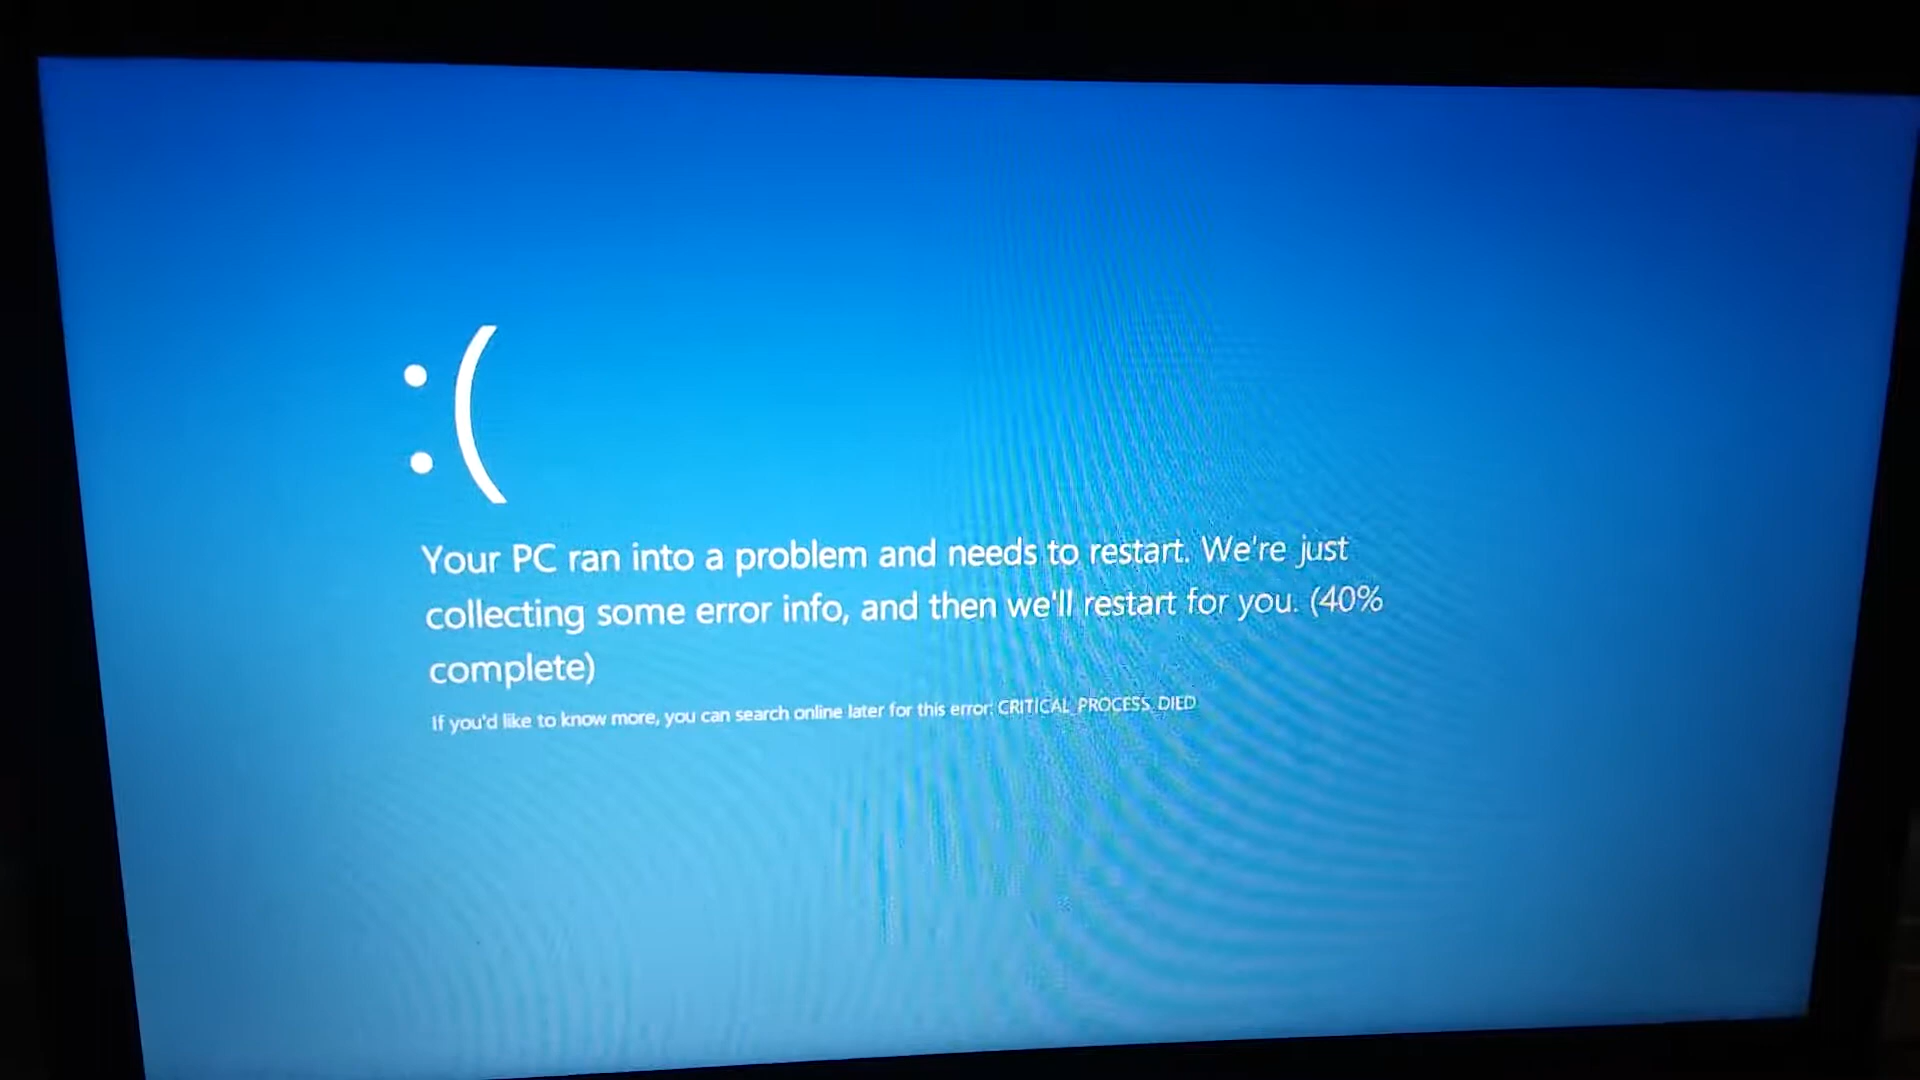 :(
Your PC ran into a problem and needs to restart. We're just
collecting some error info, and then we'll restart for you. (40%
complete)
If you'd like to know more, you can search online later for this error: CRITICAL_PROCESS_DIED